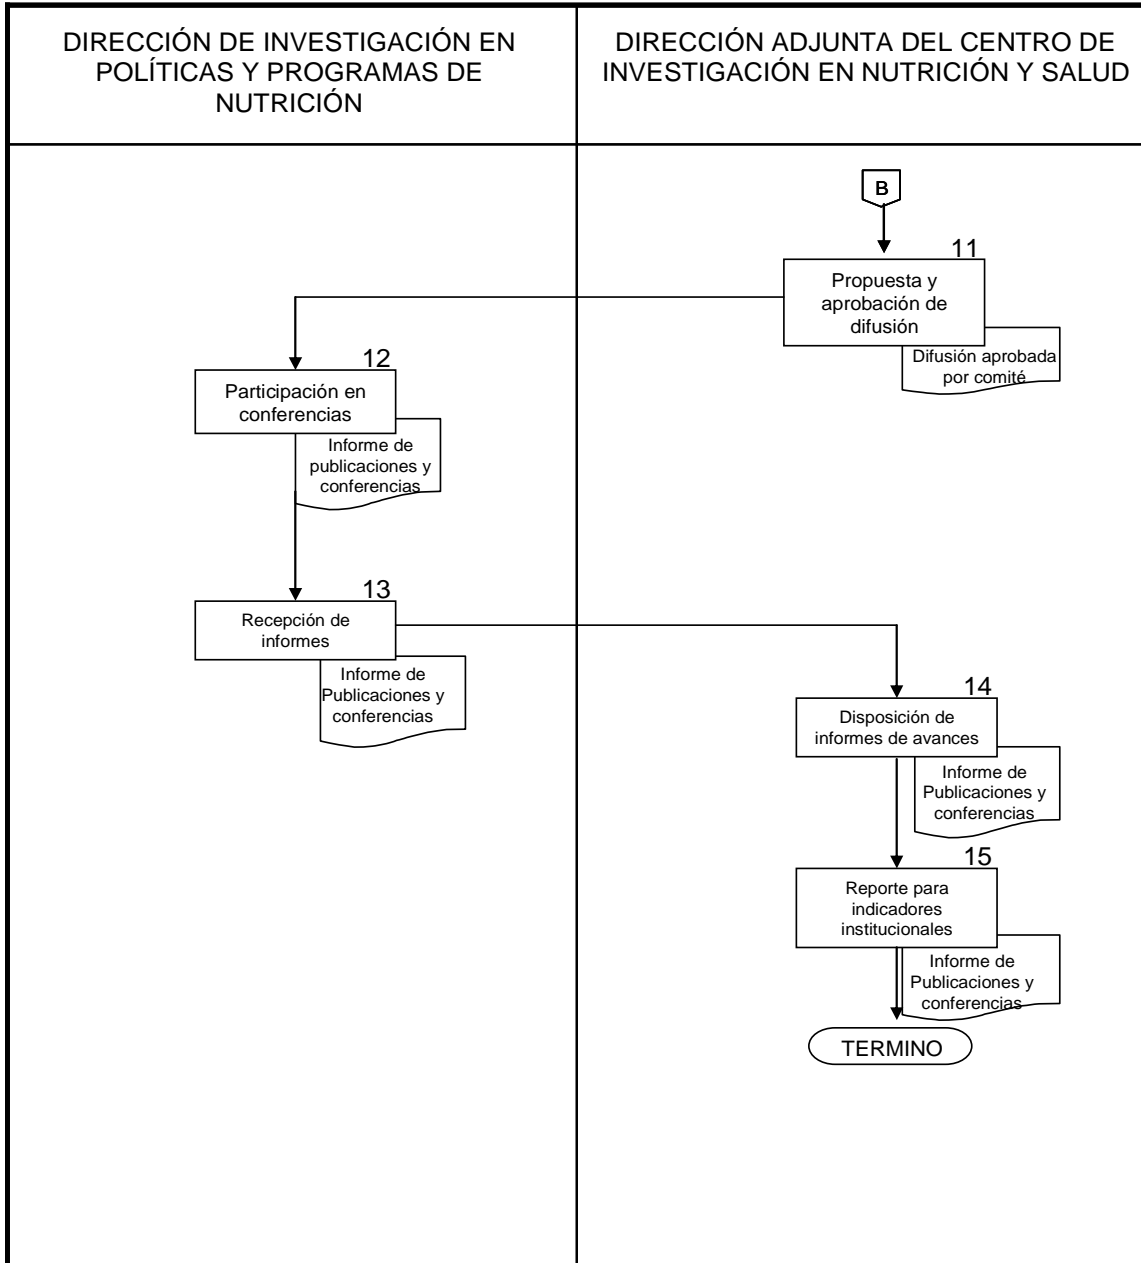 DIRECCIÓN DE INVESTIGACIÓN EN
POLÍTICAS Y PROGRAMAS DE
NUTRICIÓN
DIRECCIÓN ADJUNTA DEL CENTRO DE
INVESTIGACIÓN EN NUTRICIÓN Y SALUD
B
11
Propuesta y
aprobación de
difusión
Difusión aprobada
por comité
12
Participación en
conferencias
Informe de
publicaciones y
conferencias
13
Recepción de
informes
Informe de
Publicaciones y
conferencias
14
Disposición de
informes de avances
Informe de
Publicaciones y
conferencias
15
Reporte para
indicadores
institucionales
Informe de
Publicaciones y
conferencias
TERMINO